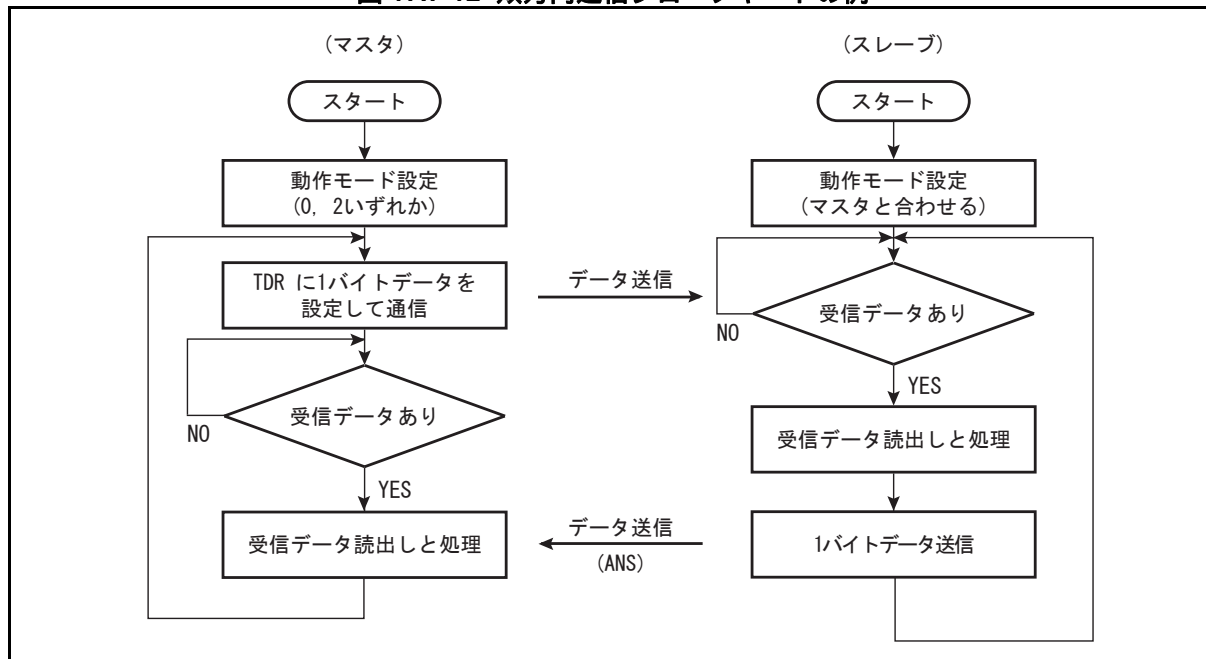 (マスタ)
スタート
動作モード設定
(0, 2いずれか)
TDR に1バイトデータを
設定して通信
受信データあり
NO
YES
受信データ読出しと処理
データ送信
データ送信
(ANS)
(スレーブ)
スタート
動作モード設定
(マスタと合わせる)
受信データあり
NO
YES
受信データ読出しと処理
1バイトデータ送信